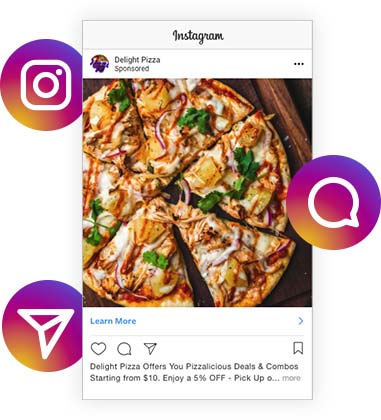 Instagram
Delight Pizza
Sponsored
Learn More
Delight Pizza Offers You Pizzalicious Deals & Combos
Starting from $10. Enjoy a 5% OFF - Pick Up o... more